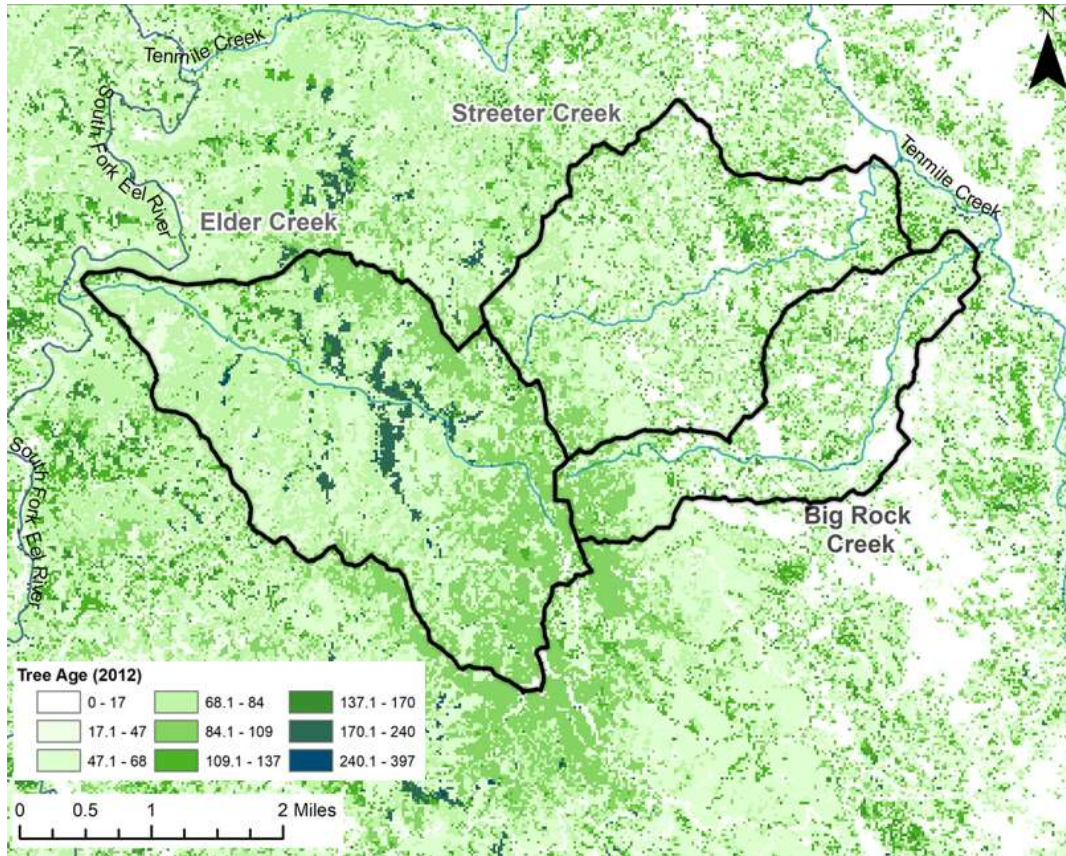 N
Tenmile Creek
South Fork Eel River
Streeter Creek
Tenmile Creek
Elder Creek
South Fork Eel River
Big Rock
Creek
Tree Age (2012)
0 - 17
68.1 - 84
137.1 - 170
17.1 - 47
84.1 - 109
170.1 - 240
47.1 - 68
109.1 - 137
240.1 - 397
0 0.5 1 2 Miles